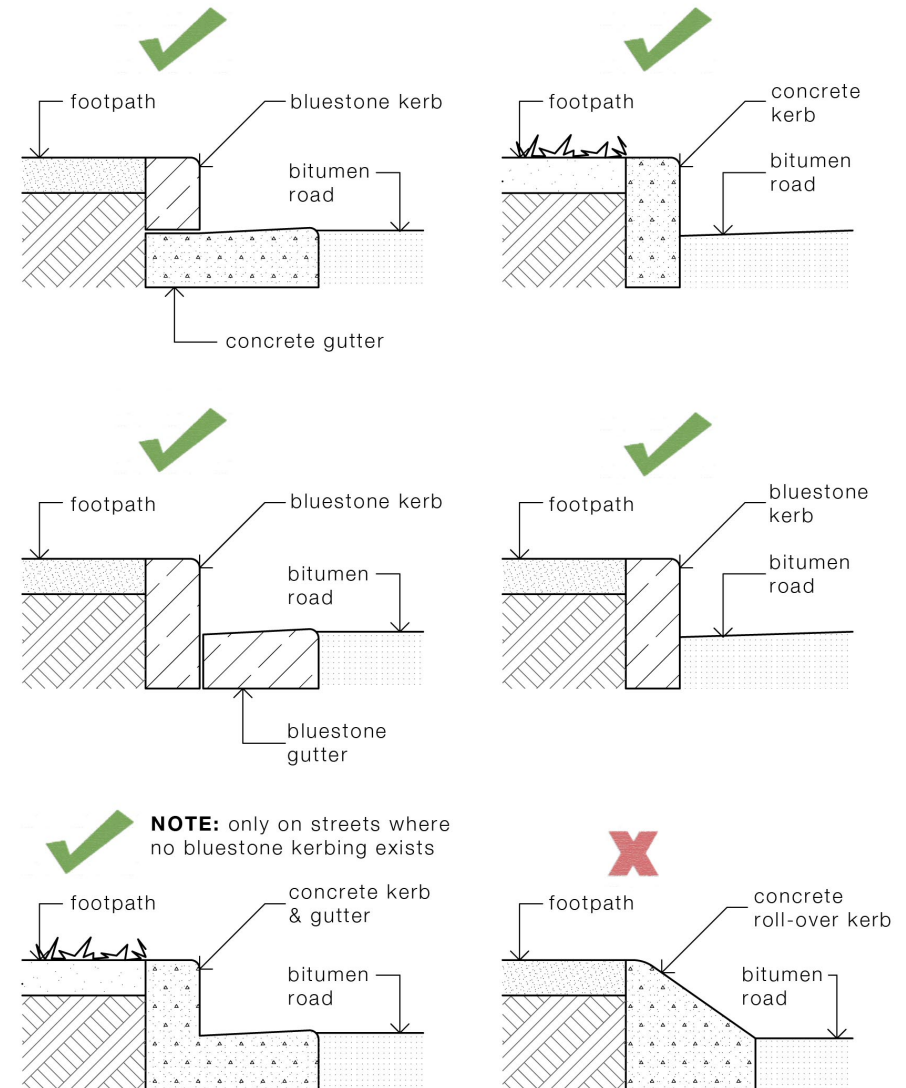 footpath
bluestone kerb
bitumen
road
concrete gutter
footpath
concrete
kerb
bitumen
road
footpath
bluestone kerb
bitumen
road
bluestone
gutter
footpath
bluestone
kerb
bitumen
road
NOTE: only on streets where
no bluestone kerbing exists
footpath
concrete kerb
& gutter
bitumen
road
footpath
concrete
roll-over kerb
bitumen
road